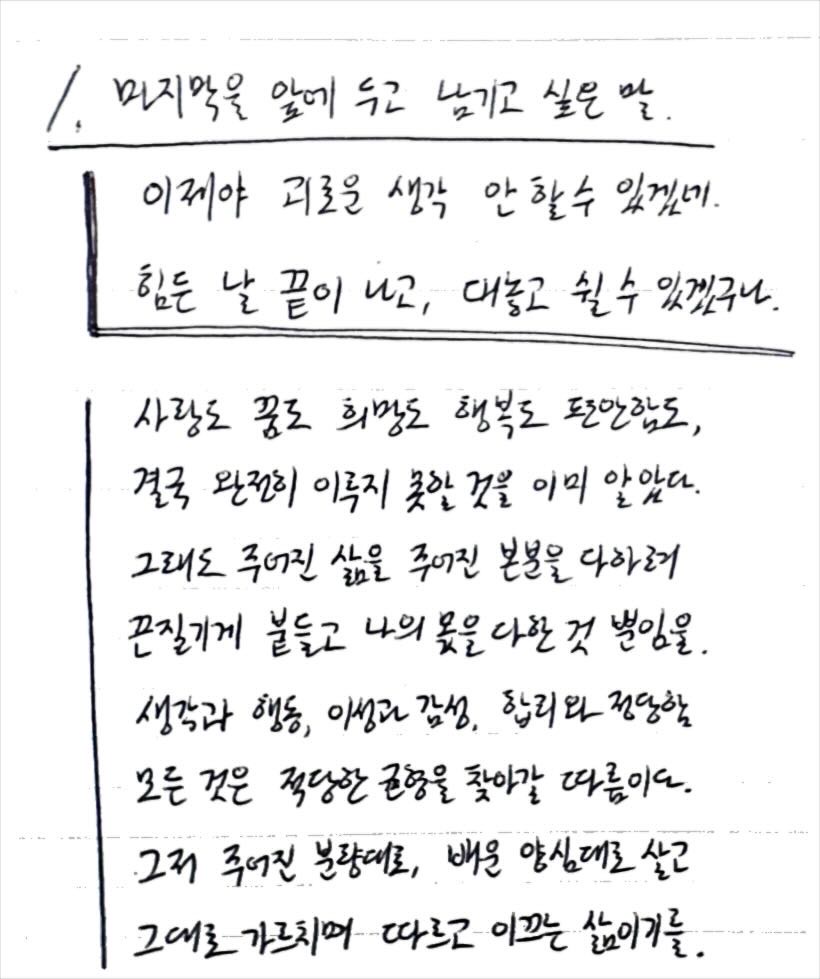 1. 마지막을 앞에 두고 남기고 싶은 말.
이제야 괴로운 생각 안 할 수 있겠네.
힘든 날 끝이 나고, 대놓고 쉴 수 있겠구나.
사랑도 꿈도 희망도 행복도 편안함도,
결국 완전히 이루지 못할 것을 이미 알았다.
그래도 주어진 삶을 주어진 본분을 다하려
끈질기게 붙들고 나의 몫을 다한 것 뿐임을.
생각과 행동, 이성과 감성, 합리와 정당함
모든 것은 적당한 균형을 찾아갈 따름이다.
그저 주어진 분량대로, 배운 양심대로 살고
그대로 가르치며 따르고 이끄는 삶이기를.